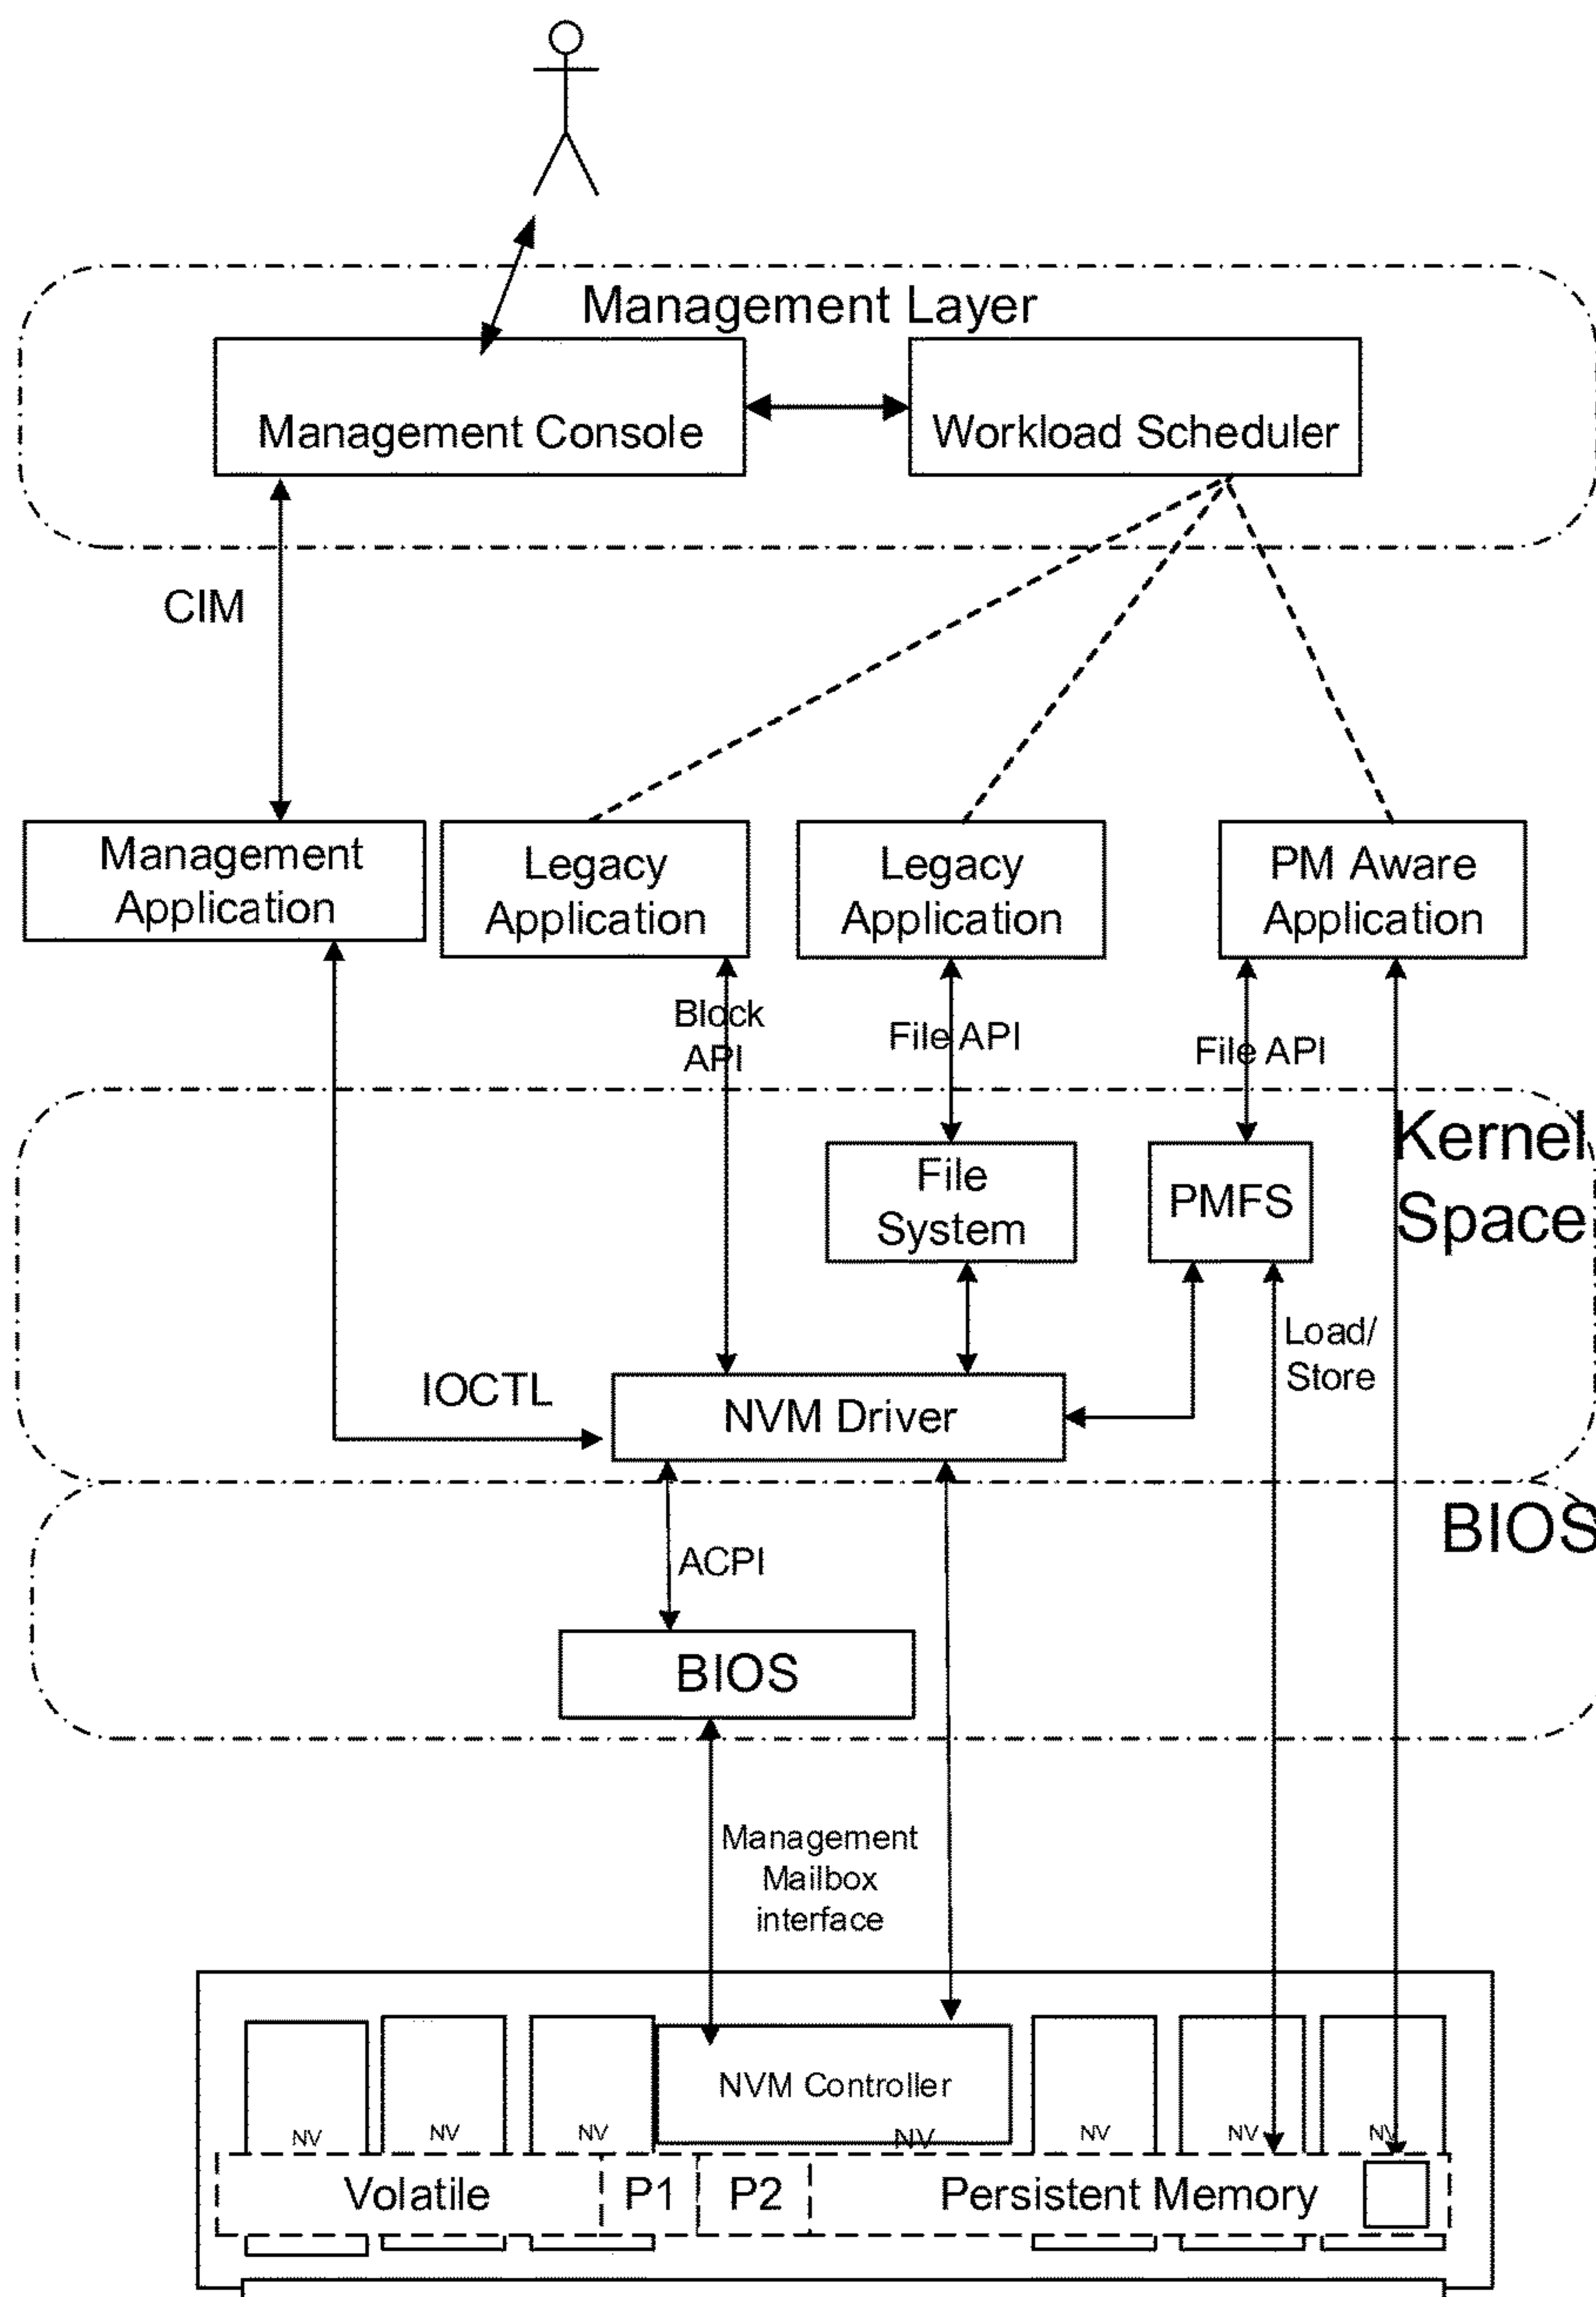 Management Layer
Management Console
Workload Scheduler
CIM
Management
Application
Legacy
Application
Legacy
Application
PM Aware
Application
Block
API
File API
File API
Kernel
Space
File
System
PMFS
Load/
Store
IOCTL
NVM Driver
BIOS
ACPI
BIOS
Management
Mailbox
interface
NVM Controller
NV
NV
NV
NV
NV
NV
NV
Volatile
P1
P2
Persistent Memory